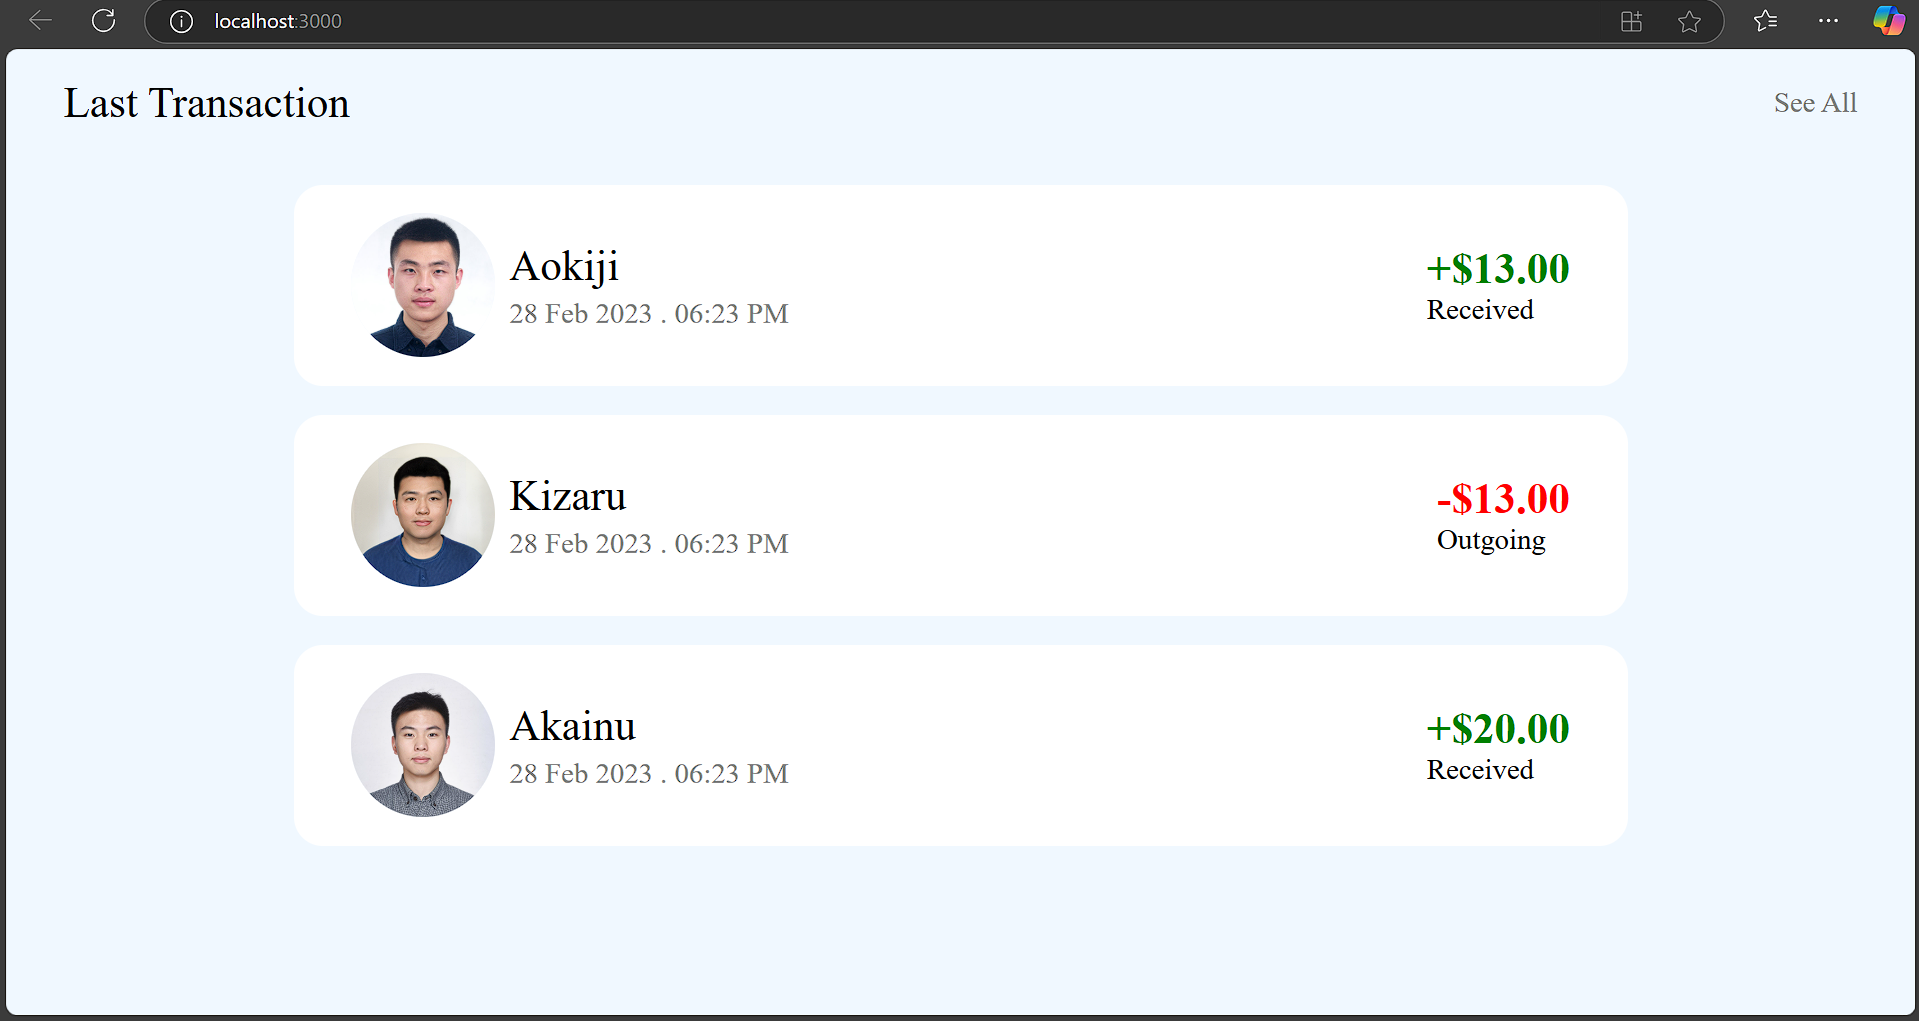 localhost:3000
Last Transaction
See All
Aokiji
28 Feb 2023 . 06:23 PM
+$13.00
Received
Kizaru
28 Feb 2023 . 06:23 PM
-$13.00
Outgoing
Akainu
28 Feb 2023 . 06:23 PM
+$20.00
Received